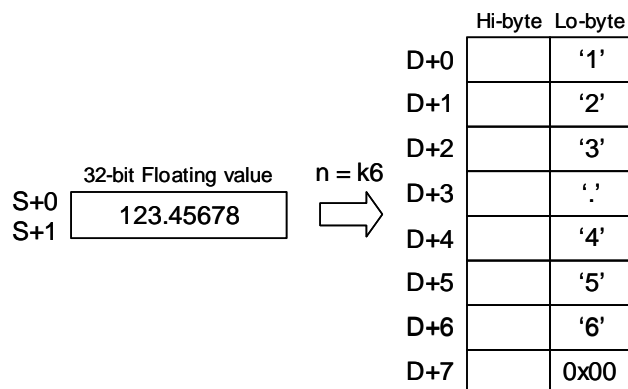 Hi-byte Lo-byte
D+0 ‘1’
D+1 ‘2’
D+2 ‘3’
D+3 ‘.’
D+4 ‘4’
D+5 ‘5’
D+6 ‘6’
D+7 0x00
32-bit Floating value
S+0
S+1
123.45678
n = k6